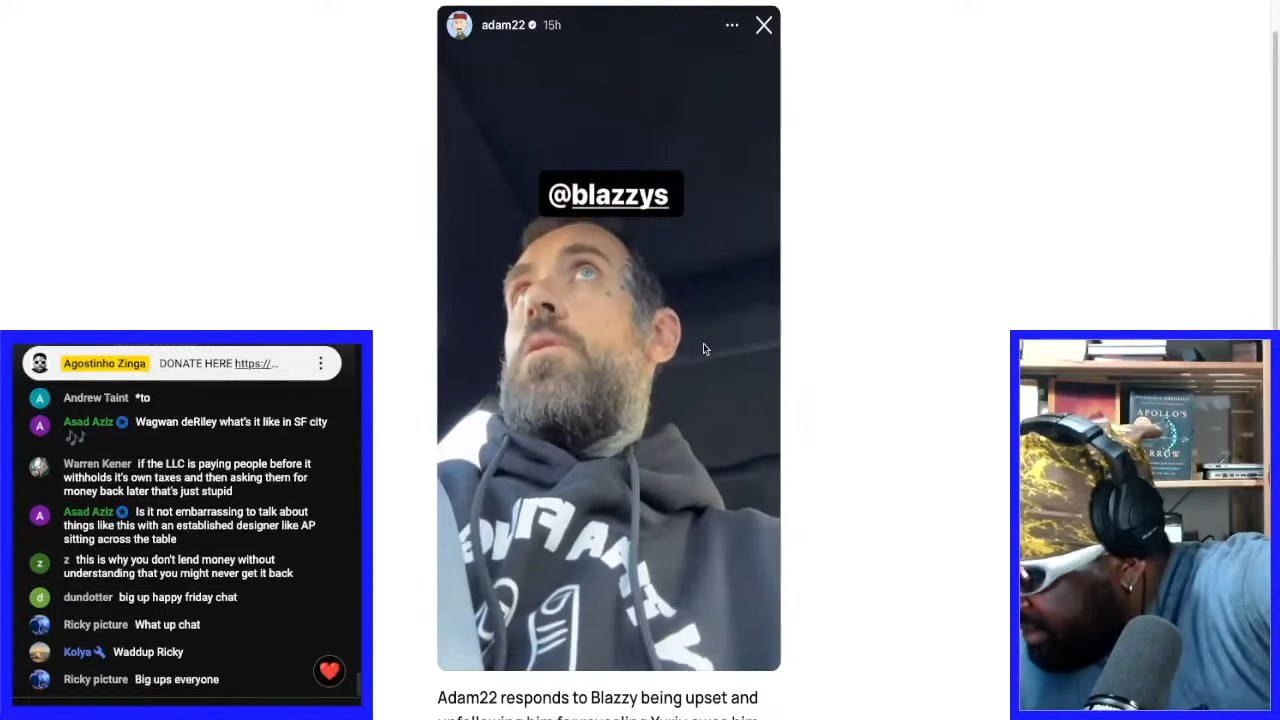 adam22 15h
@blazzys
Agostinho Zinga DONATE HERE https://...
Andrew Taint *to
Asad Aziz Wagwan deRiley what's it like in SF city
Warren Kener if the LLC is paying people before it
withholds it's own taxes and then asking them for
money back later that's just stupid
Asad Aziz Is it not embarrassing to talk about
things like this with an established designer like AP
sitting across the table
z this is why you don't lend money without
understanding that you might never get it back
dundotter big up happy friday chat
Ricky picture What up chat
Kolya Waddup Ricky
Ricky picture Big ups everyone
APOLLO'S
Adam22 responds to Blazzy being upset and